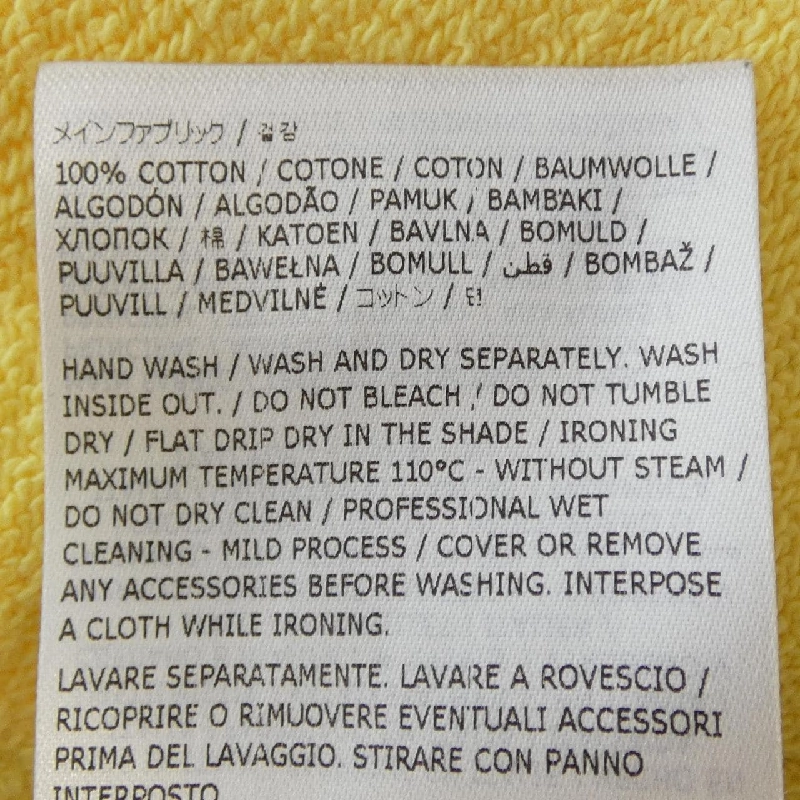 メインファブリック / 겉감
100% COTTON / COTONE / COTON / BAUMWOLLE /
ALGODÓN / ALGODÃO / PAMUK / BAMBAKI /
ХЛОПОК / 棉 / KATOEN / BAVLNA / BOMULD /
PUUVILLA / BAWEŁNA / BOMULL / قطن / BOMBAŽ /
PUUVILL / MEDVILNĖ / コットン /
HAND WASH / WASH AND DRY SEPARATELY. WASH
INSIDE OUT. / DO NOT BLEACH / DO NOT TUMBLE
DRY / FLAT DRIP DRY IN THE SHADE / IRONING
MAXIMUM TEMPERATURE 110°C - WITHOUT STEAM /
DO NOT DRY CLEAN / PROFESSIONAL WET
CLEANING - MILD PROCESS / COVER OR REMOVE
ANY ACCESSORIES BEFORE WASHING. INTERPOSE
A CLOTH WHILE IRONING.
LAVARE SEPARATAMENTE. LAVARE A ROVESCIO /
RICOPRIRE O RIMUOVERE EVENTUALI ACCESSORI
PRIMA DEL LAVAGGIO. STIRARE CON PANNO
INTERPOSTO